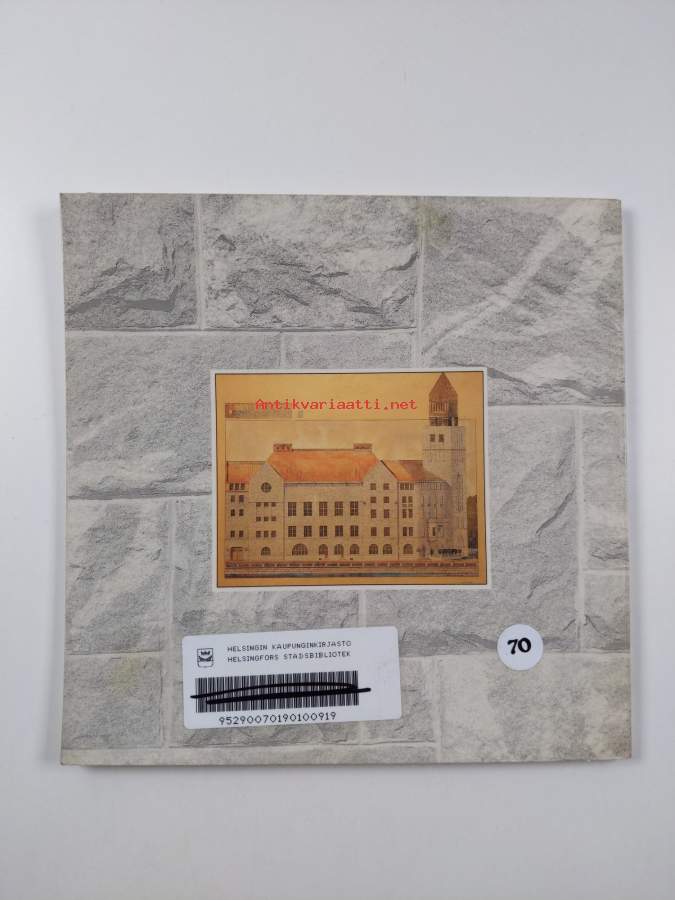 Antikvariaatti.net
HELSINGIN KAUPUNGINKIRJASTO
HELSINGFORS STADSBIBLIOTEK
70
95290070190100919